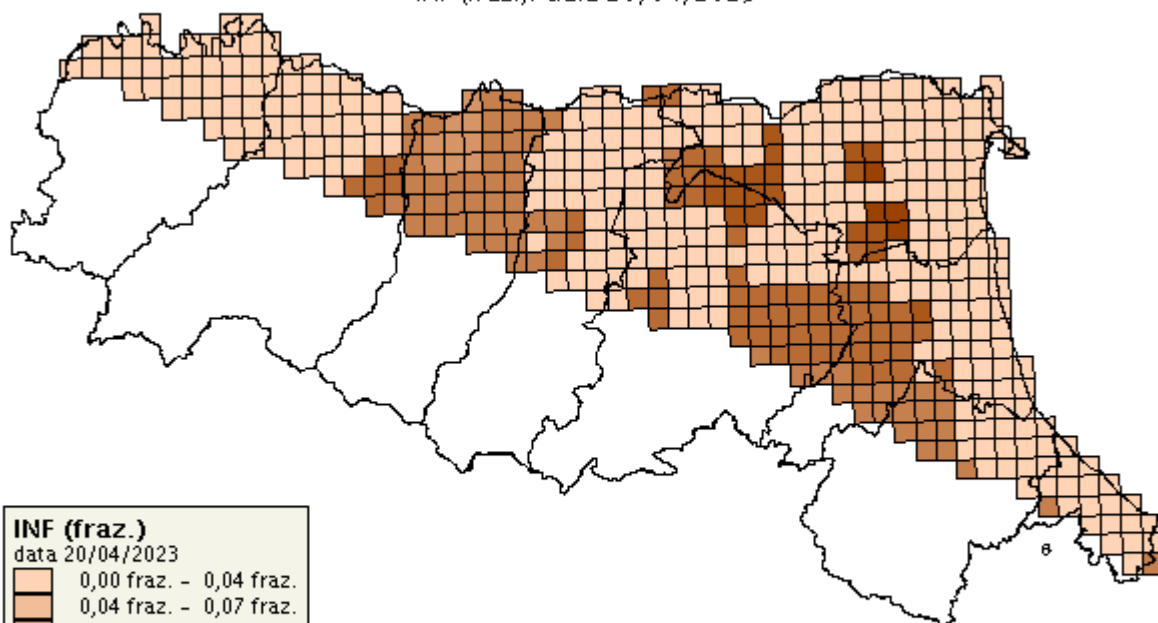 INF (fraz.)
data 20/04/2023
0,00 fraz. - 0,04 fraz.
0,04 fraz. - 0,07 fraz.